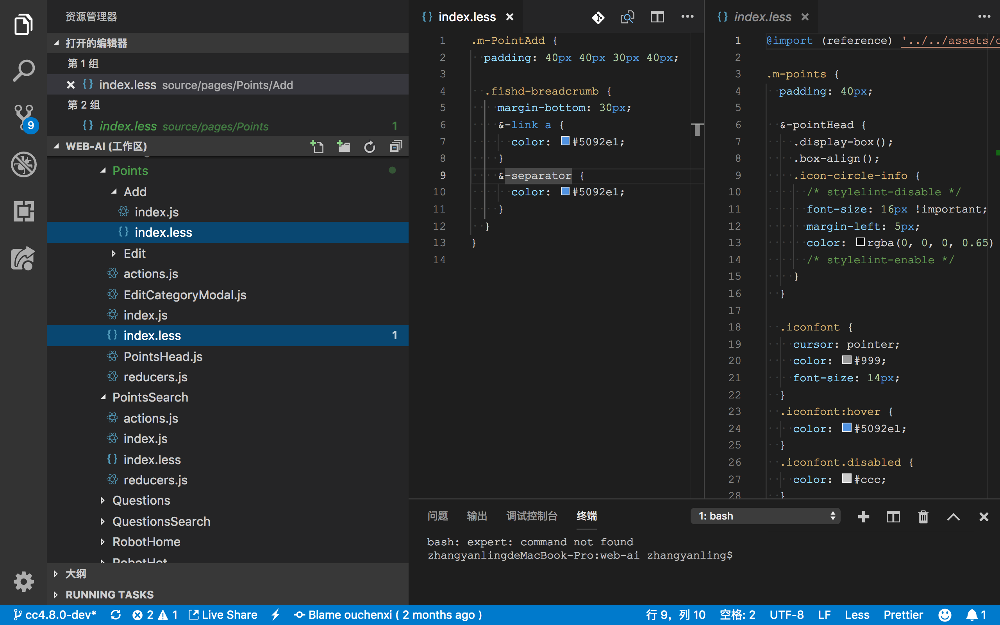 资源管理器
打开的编辑器
第 1 组
index.less source/pages/Points/Add
第 2 组
index.less source/pages/Points 1
WEB-AI (工作区)
Points
Add
index.js
index.less
Edit
actions.js
EditCategoryModal.js
index.js
index.less 1
PointsHead.js
reducers.js
PointsSearch
actions.js
index.js
index.less
reducers.js
Questions
QuestionsSearch
RobotHome
RobotHot
大纲
RUNNING TASKS
9
index.less
1 .m-PointAdd {
2 padding: 40px 40px 30px 40px;
3
4 .fishd-breadcrumb {
5 margin-bottom: 30px;
6 &-link a {
7 color: #5092e1;
8 }
9 &-separator {
10 color: #5092e1;
11 }
12 }
13 }
14
index.less
1 @import (reference) '../../assets/
2
3 .m-points {
4 padding: 40px;
5
6 &-pointHead {
7 .display-box();
8 .box-align();
9 .icon-circle-info {
10 /* stylelint-disable */
11 font-size: 16px !important;
12 margin-left: 5px;
13 color: rgba(0, 0, 0, 0.65)
14 /* stylelint-enable */
15 }
16 }
17
18 .iconfont {
19 cursor: pointer;
20 color: #999;
21 font-size: 14px;
22 }
23 .iconfont:hover {
24 color: #5092e1;
25 }
26 .iconfont.disabled {
27 color: #ccc;
28 }
问题 输出 调试控制台 终端 1: bash
bash: expert: command not found
zhangyanlingdeMacBook-Pro:web-ai zhangyanling$
cc4.8.0-dev* 2 1 Live Share Blame ouchenxi ( 2 months ago ) 行 9，列 10 空格: 2 UTF-8 LF Less Prettier 1